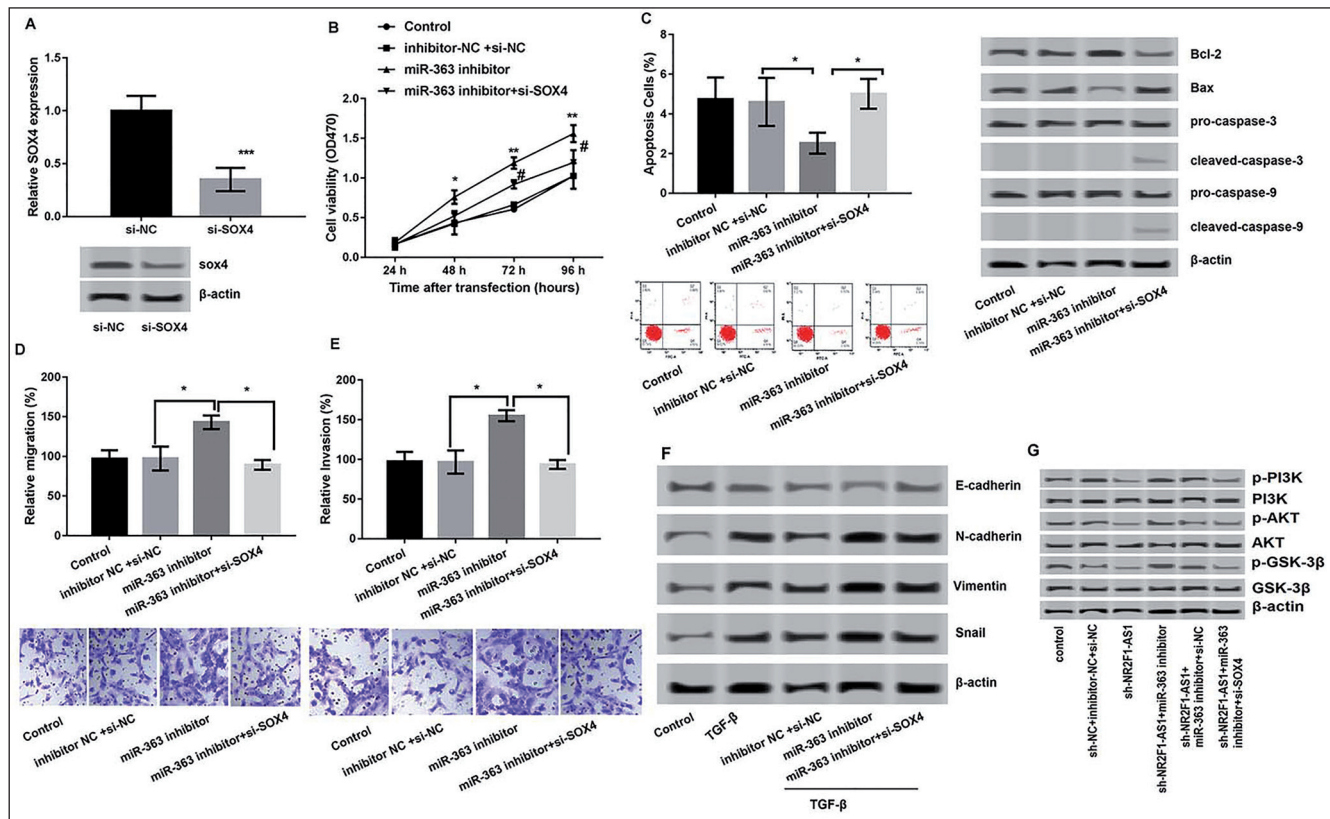 A
Relative SOX4 expression
1.5
1.0
0.5
0.0
***
si-NC
si-SOX4
sox4
β-actin
si-NC
si-SOX4
B
Control
inhibitor-NC +si-NC
miR-363 inhibitor
miR-363 inhibitor+si-SOX4
Cell viability (OD470)
2.0
1.5
1.0
0.5
0.0
*
**
#
**
#
24 h
48 h
72 h
96 h
Time after transfection (hours)
C
Apoptosis Cells (%)
8
6
4
2
0
*
*
Control
inhibitor NC +si-NC
miR-363 inhibitor
miR-363 inhibitor+si-SOX4
FITC-A
FITC-A
FITC-A
FITC-A
Control
inhibitor NC +si-NC
miR-363 inhibitor
miR-363 inhibitor+si-SOX4
Bcl-2
Bax
pro-caspase-3
cleaved-caspase-3
pro-caspase-9
cleaved-caspase-9
β-actin
Control
inhibitor NC +si-NC
miR-363 inhibitor
miR-363 inhibitor+si-SOX4
D
Relative migration (%)
200
150
100
50
0
*
*
Control
inhibitor NC +si-NC
miR-363 inhibitor
miR-363 inhibitor+si-SOX4
Control
inhibitor NC +si-NC
miR-363 inhibitor
miR-363 inhibitor+si-SOX4
E
Relative Invasion (%)
200
150
100
50
0
*
*
Control
inhibitor NC +si-NC
miR-363 inhibitor
miR-363 inhibitor+si-SOX4
Control
inhibitor NC +si-NC
miR-363 inhibitor
miR-363 inhibitor+si-SOX4
F
E-cadherin
N-cadherin
Vimentin
Snail
β-actin
Control
TGF-β
inhibitor NC +si-NC
miR-363 inhibitor
miR-363 inhibitor+si-SOX4
TGF-β
G
p-PI3K
PI3K
p-AKT
AKT
p-GSK-3β
GSK-3β
β-actin
control
sh-NC+inhibitor-NC+si-NC
sh-NR2F1-AS1
sh-NR2F1-AS1+miR-363 inhibitor
sh-NR2F1-AS1+
miR-363 inhibitor+si-NC
sh-NR2F1-AS1+miR-363
inhibitor+si-SOX4